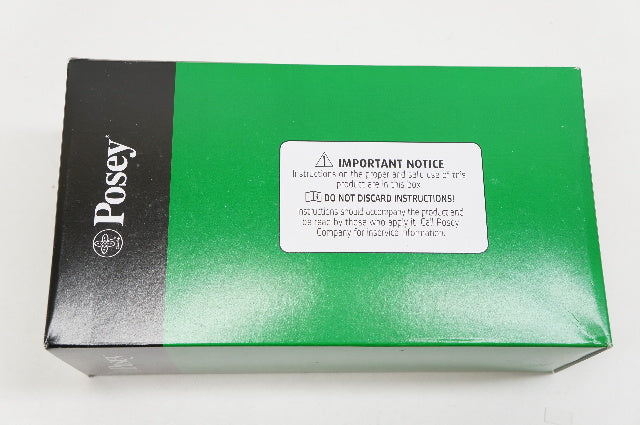 Posey
IMPORTANT NOTICE
Instructions on the proper and safe use of this
product are in this box
DO NOT DISCARD INSTRUCTIONS!
Instructions should accompany the product and
be read by those who apply it. Call Posey
Company for inservice information.